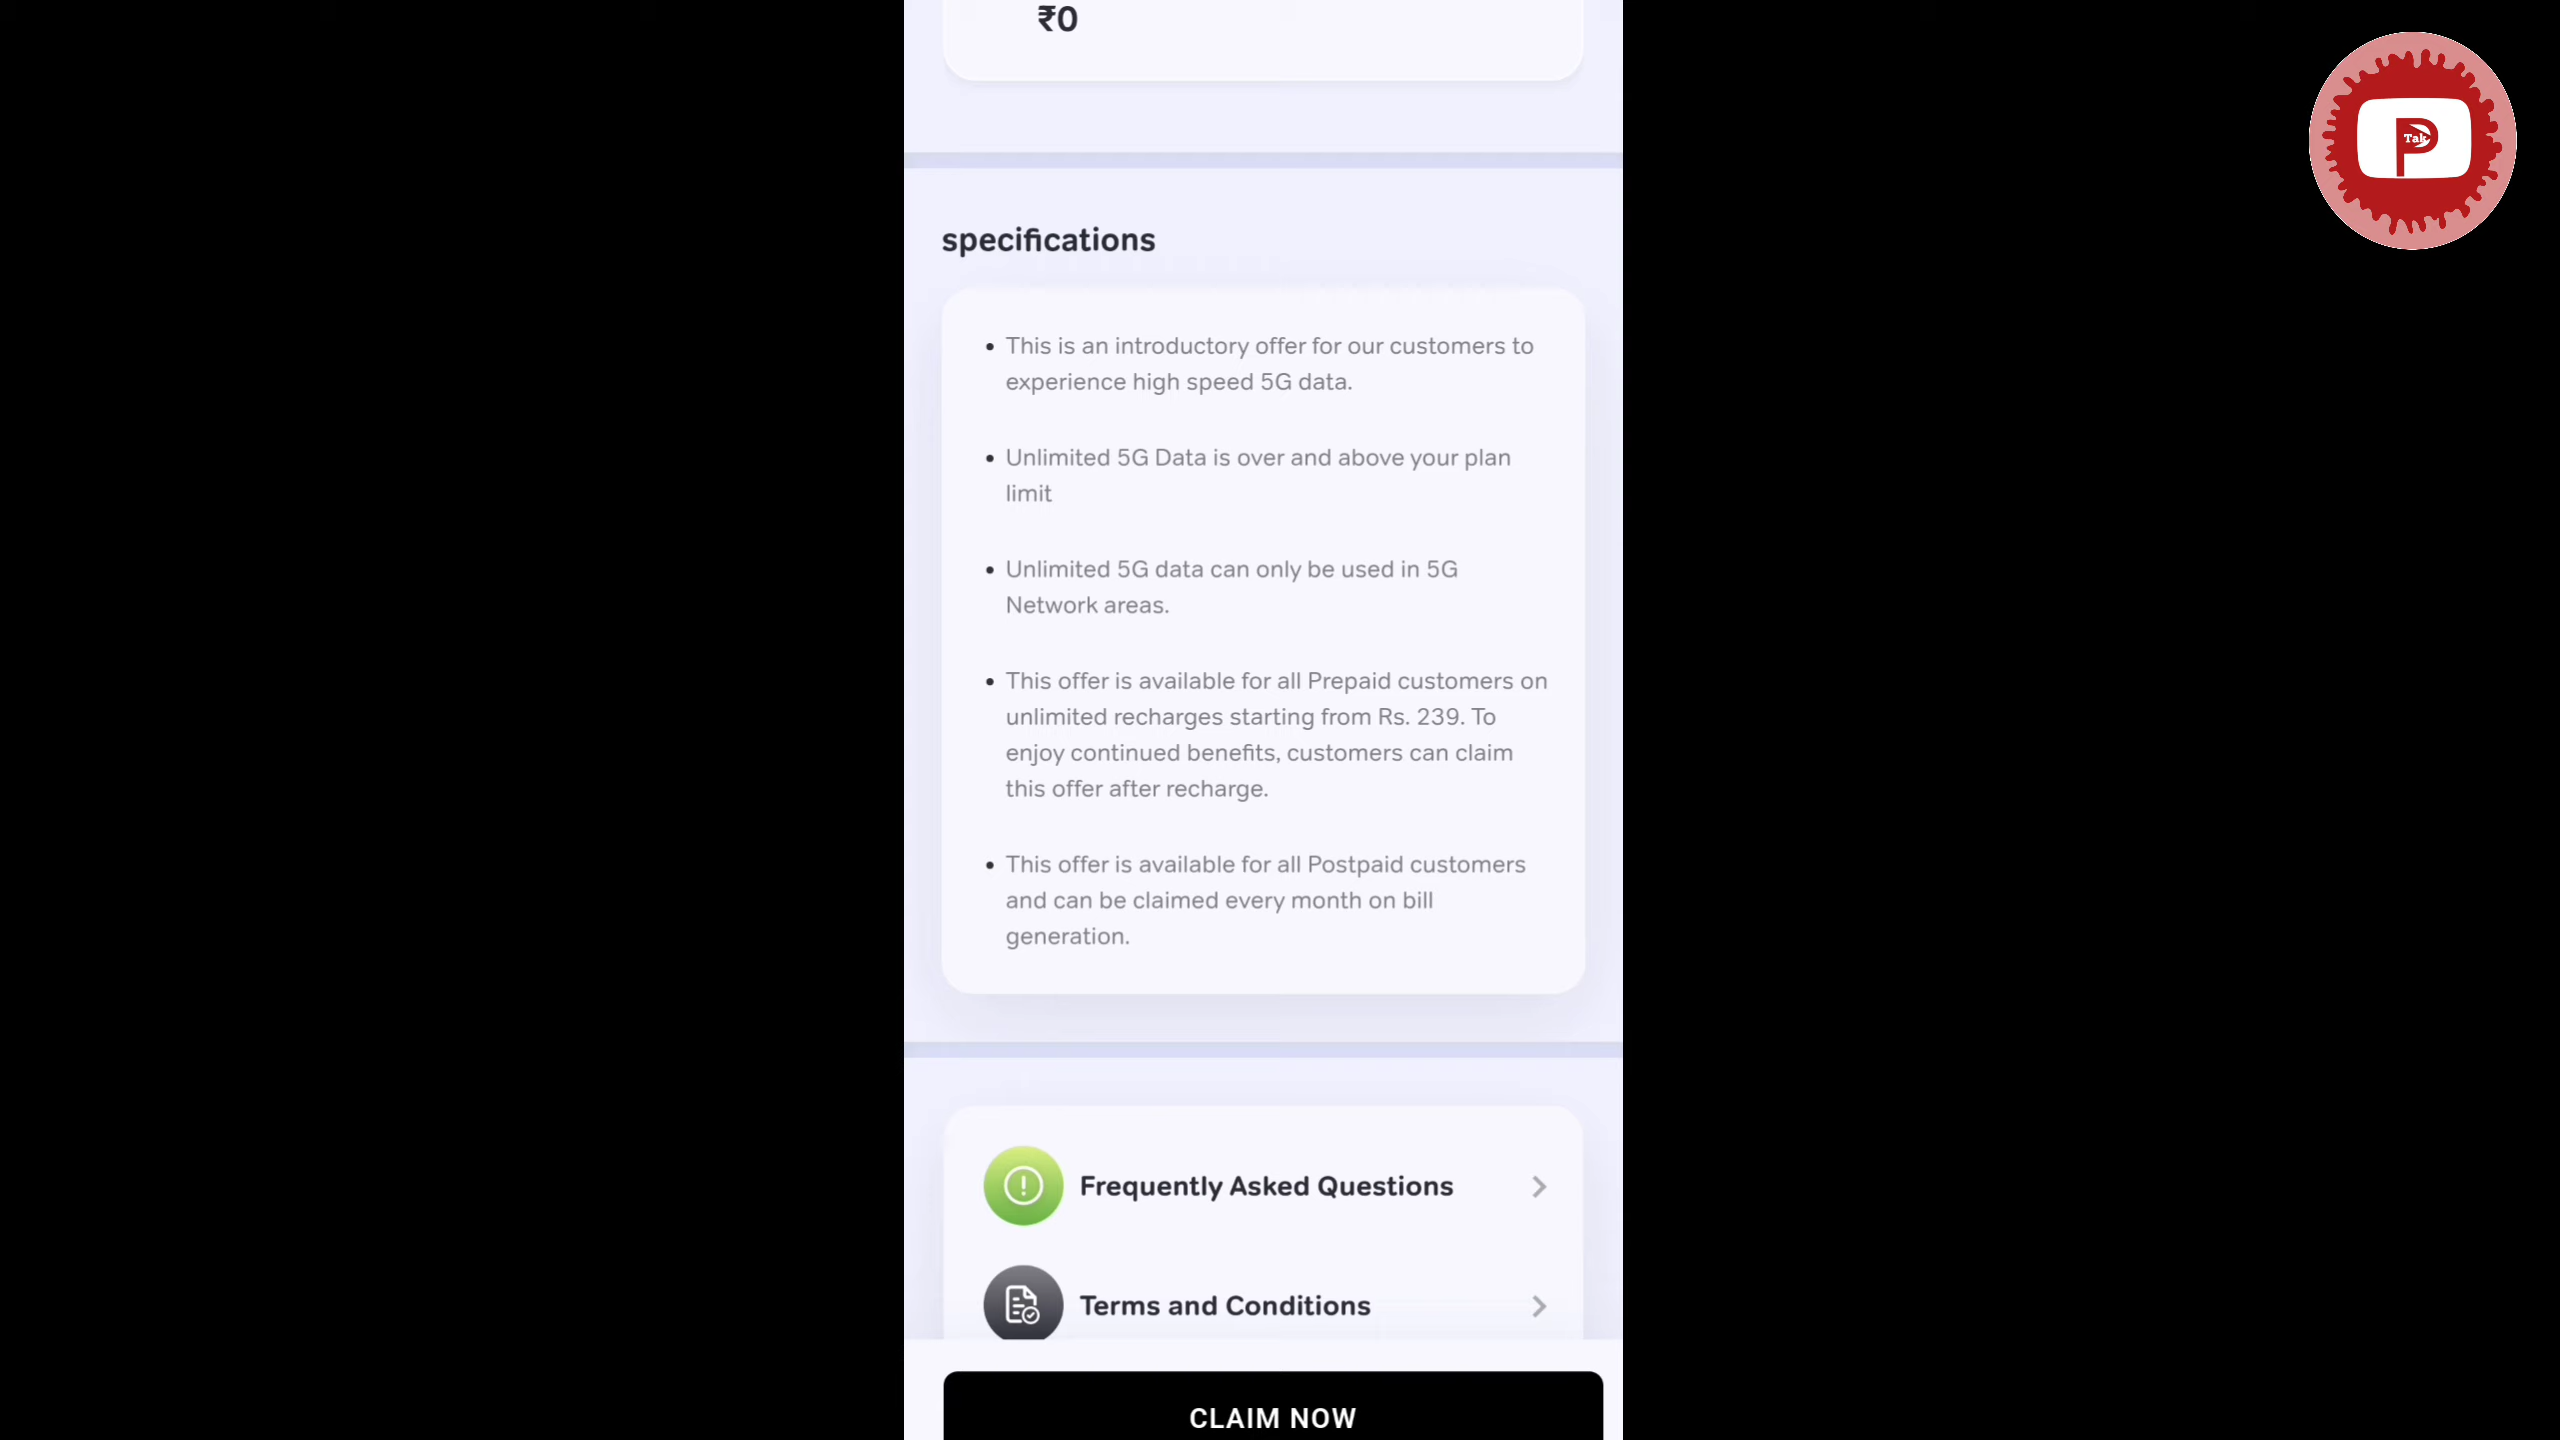 ₹0
specifications
This is an introductory offer for our customers to
experience high speed 5G data.
Unlimited 5G Data is over and above your plan
limit
Unlimited 5G data can only be used in 5G
Network areas.
This offer is available for all Prepaid customers on
unlimited recharges starting from Rs. 239. To
enjoy continued benefits, customers can claim
this offer after recharge.
This offer is available for all Postpaid customers
and can be claimed every month on bill
generation.
Frequently Asked Questions
Terms and Conditions
CLAIM NOW
P
Tak